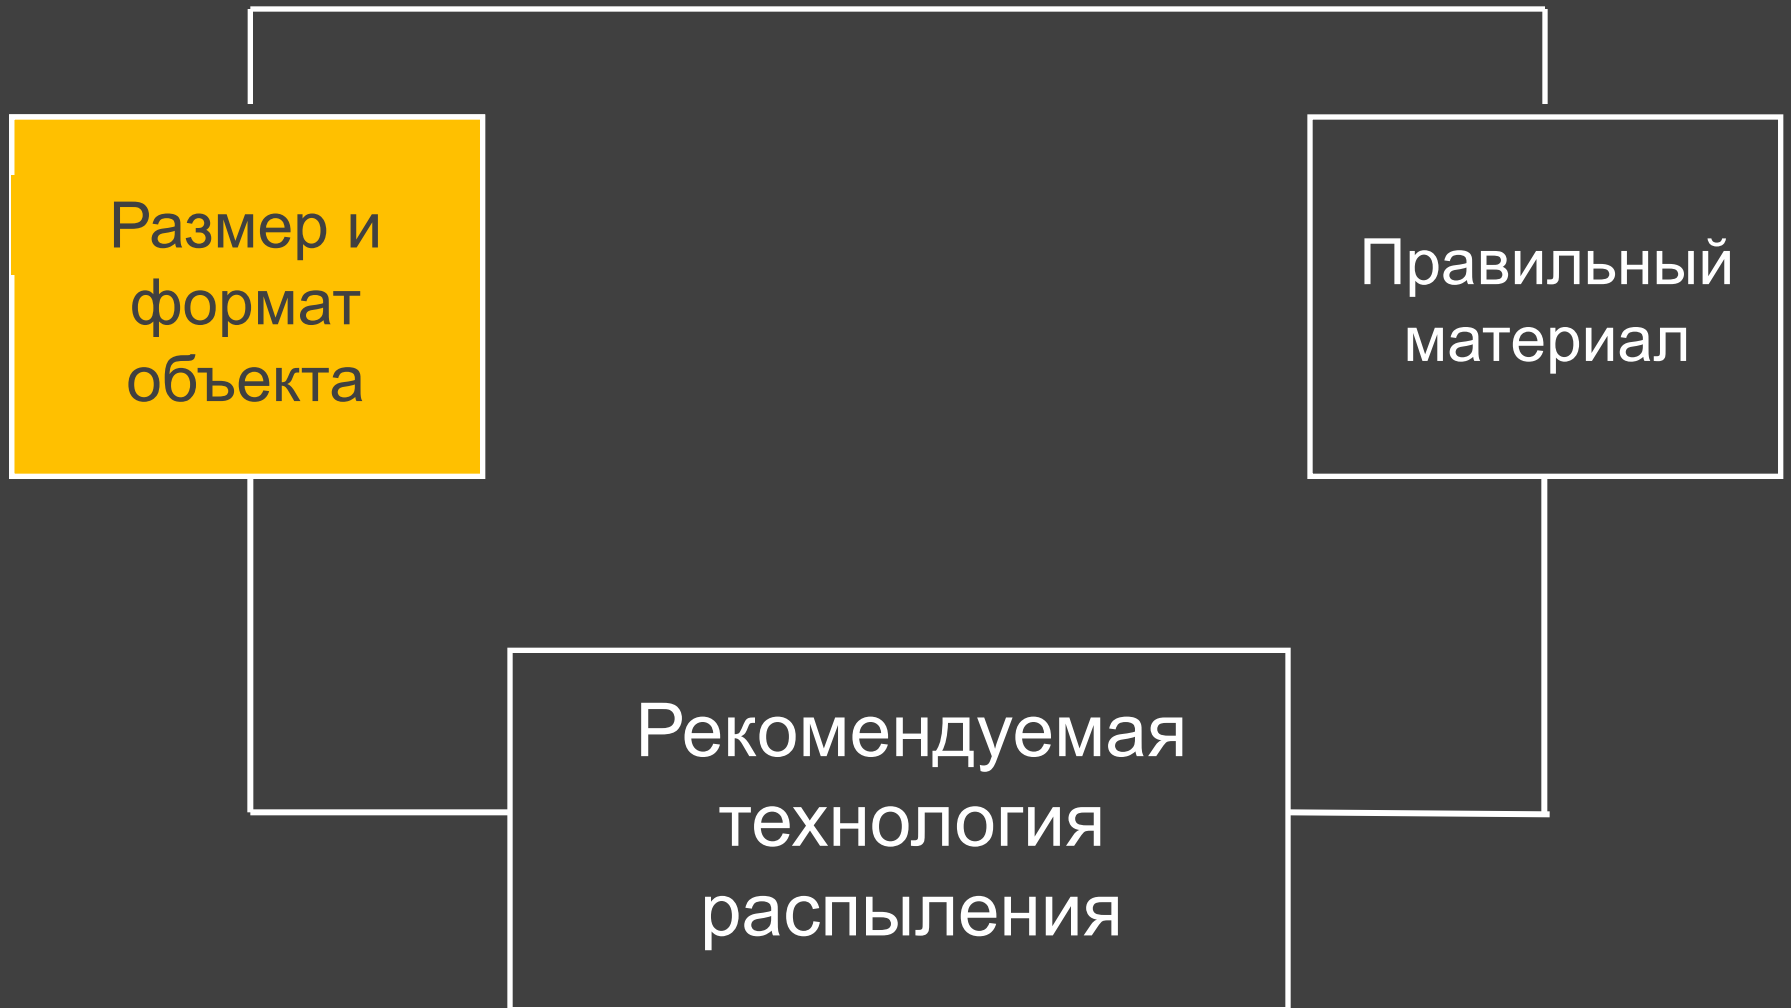 Размер и
формат
объекта
Правильный
материал
Рекомендуемая
технология
распыления